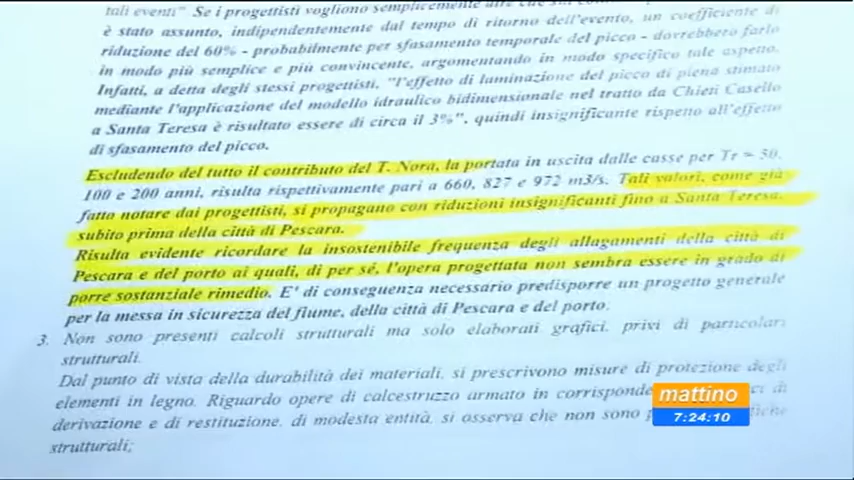 tali eventi" Se i progettisti vogliono semplicemente
è stato assunto, indipendentemente dal tempo di ritorno dell'evento, un coefficiente di
riduzione del 60% - probabilmente per sfasamento temporale del picco - dovrebbero farlo
in modo più semplice e più convincente, argomentando in modo specifico tale aspetto.
Infatti, a detta degli stessi progettisti, "l'effetto di laminazione del picco di piena stimato
mediante l'applicazione del modello idraulico bidimensionale nel tratto da Chieti Casello
a Santa Teresa è risultato essere di circa il 3%", quindi insignificante rispetto all'effetto
di sfasamento del picco.
Escludendo del tutto il contributo del T. Nora, la portata in uscita dalle casse per Tr = 50,
100 e 200 anni, risulta rispettivamente pari a 660, 827 e 972 m3/s. Tali valori, come già
fatto notare dai progettisti, si propagano con riduzioni insignificanti fino a Santa Teresa,
subito prima della città di Pescara.
Risulta evidente ricordare la insostenibile frequenza degli allagamenti della città di
Pescara e del porto ai quali, di per sé, l'opera progettata non sembra essere in grado di
porre sostanziale rimedio. E' di conseguenza necessario predisporre un progetto generale
per la messa in sicurezza del fiume, della città di Pescara e del porto.
3. Non sono presenti calcoli strutturali ma solo elaborati grafici, privi di particolari
strutturali.
Dal punto di vista della durabilità dei materiali, si prescrivono misure di protezione degli
elementi in legno. Riguardo opere di calcestruzzo armato in di
derivazione e di restituzione, di modesta entità, si osserva che non sono
strutturali;
mattino
7:24:10